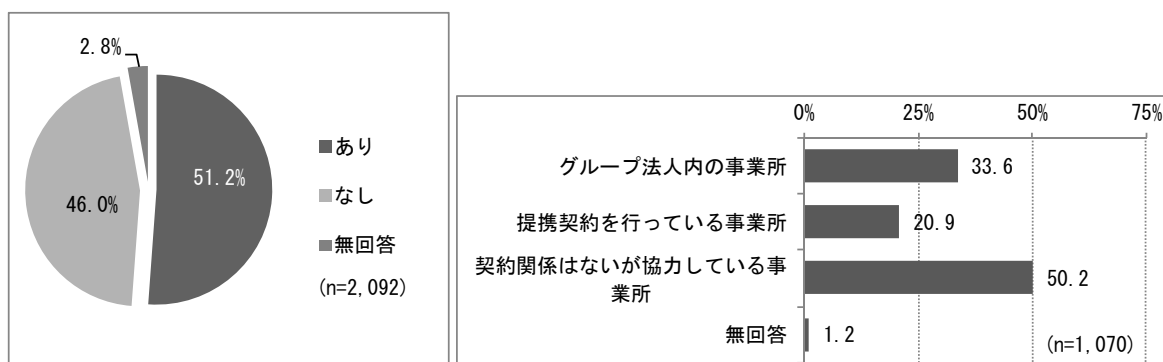 2.8%
51.2%
46.0%
■あり
■なし
■無回答
(n=2,092)
0% 25% 50% 75%
グループ法人内の事業所 33.6
提携契約を行っている事業所 20.9
契約関係はないが協力している事
業所 50.2
無回答 1.2
(n=1,070)